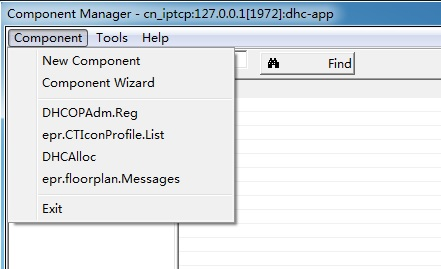 Component Manager - cn_iptcp:127.0.0.1[1972]:dhc-app
Component Tools Help
Find
New Component
Component Wizard
DHCOPAdm.Reg
epr.CTIconProfile.List
DHCAlloc
epr.floorplan.Messages
Exit